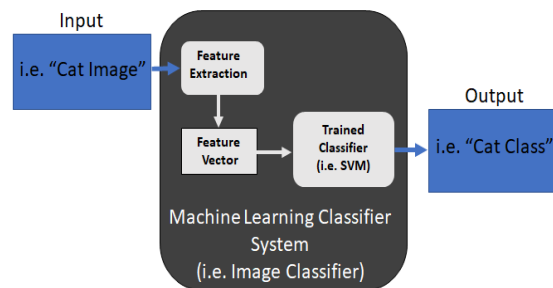 Input
i.e. “Cat Image”
Feature
Extraction
Feature
Vector
Trained
Classifier
(i.e. SVM)
Output
i.e. “Cat Class”
Machine Learning Classifier
System
(i.e. Image Classifier)